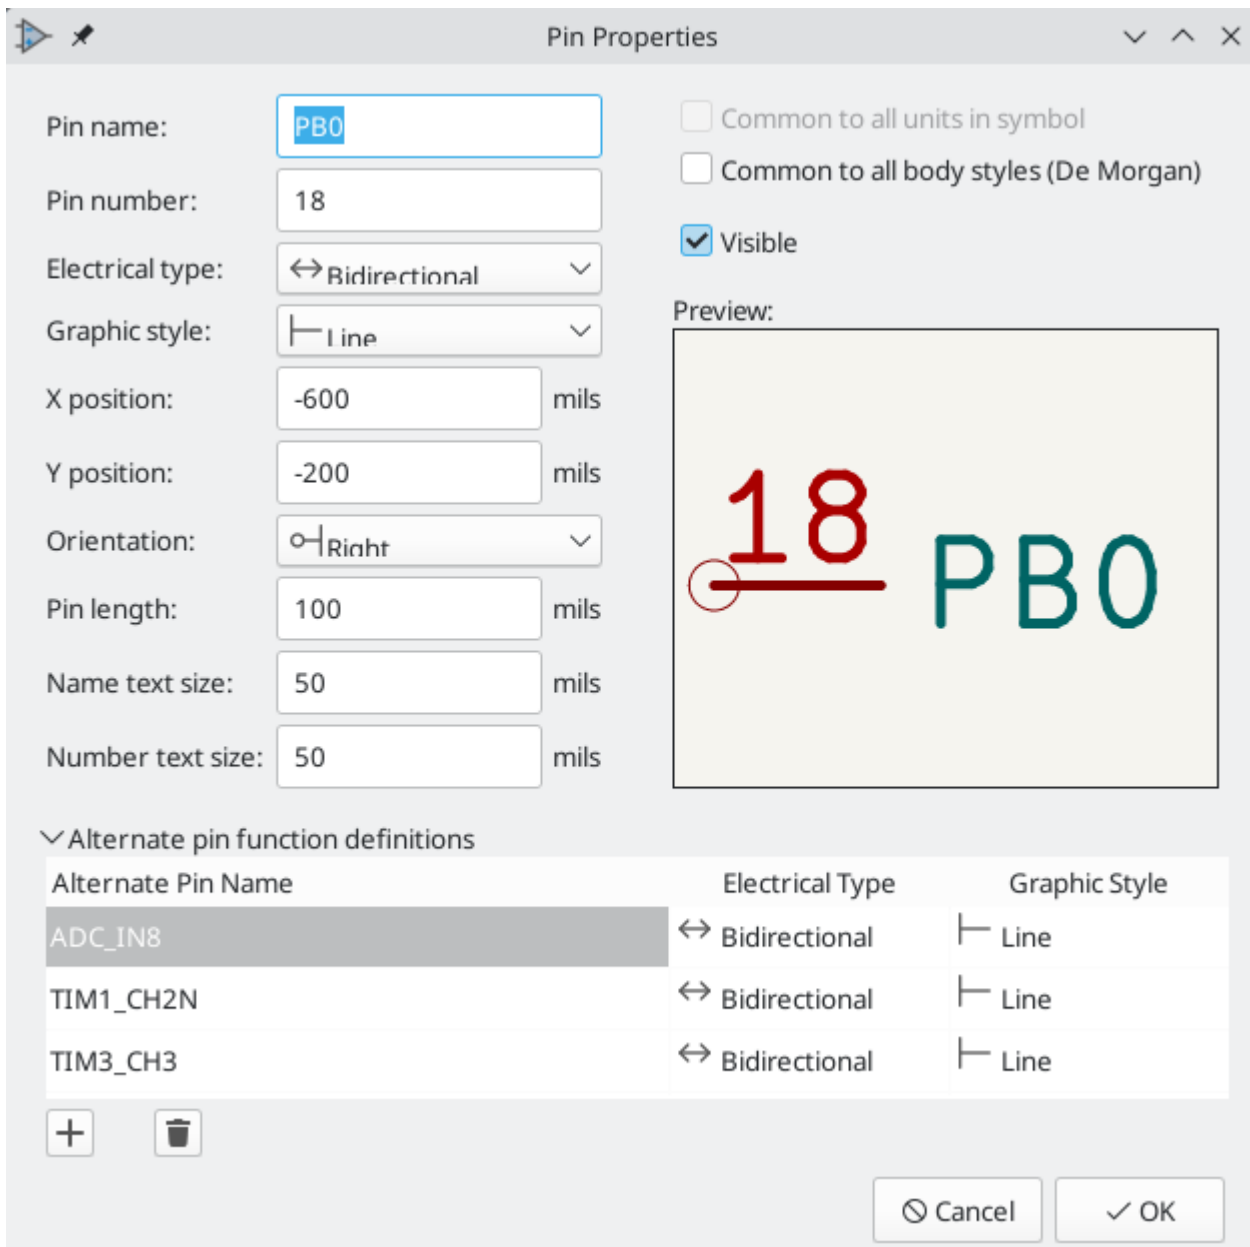 Pin Properties
Pin name: PB0
Pin number: 18
Electrical type: Bidirectional
Graphic style: Line
X position: -600 mils
Y position: -200 mils
Orientation: Right
Pin length: 100 mils
Name text size: 50 mils
Number text size: 50 mils
Common to all units in symbol
Common to all body styles (De Morgan)
Visible
Preview:
18
PB0
Alternate pin function definitions
Alternate Pin Name Electrical Type Graphic Style
ADC_IN8 Bidirectional Line
TIM1_CH2N Bidirectional Line
TIM3_CH3 Bidirectional Line
Cancel OK